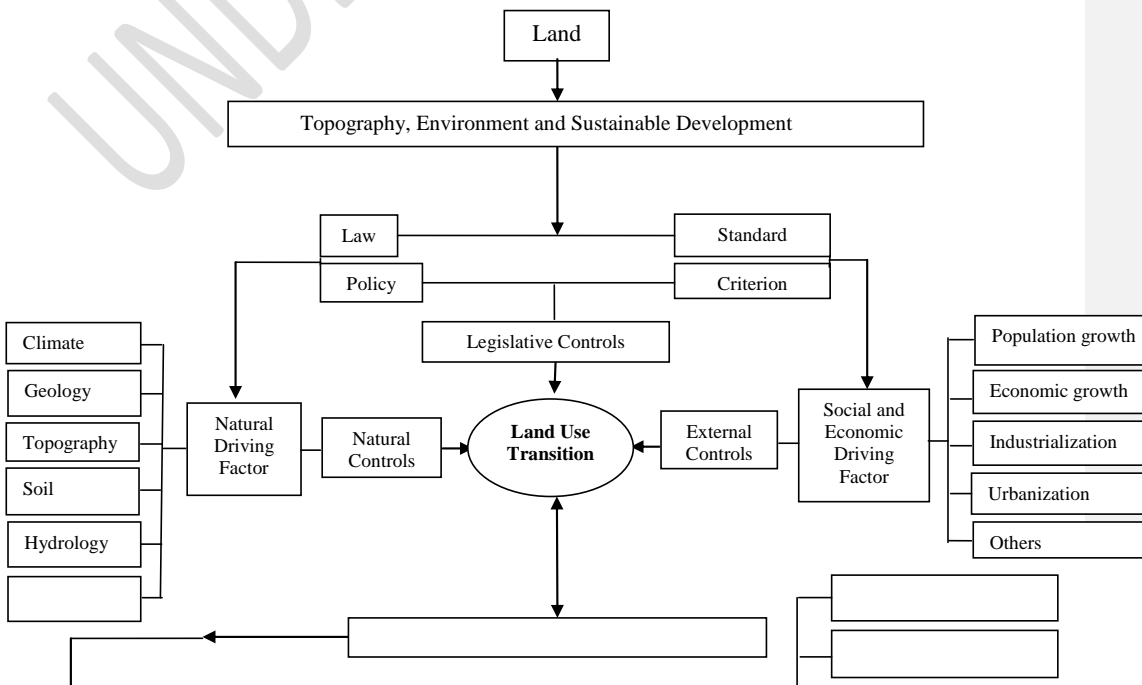 Land
Topography, Environment and Sustainable Development
Law
Standard
Policy
Criterion
Legislative Controls
Climate
Geology
Topography
Soil
Hydrology
Natural
Driving
Factor
Natural
Controls
Land Use
Transition
External
Controls
Social and
Economic
Driving
Factor
Population growth
Economic growth
Industrialization
Urbanization
Others